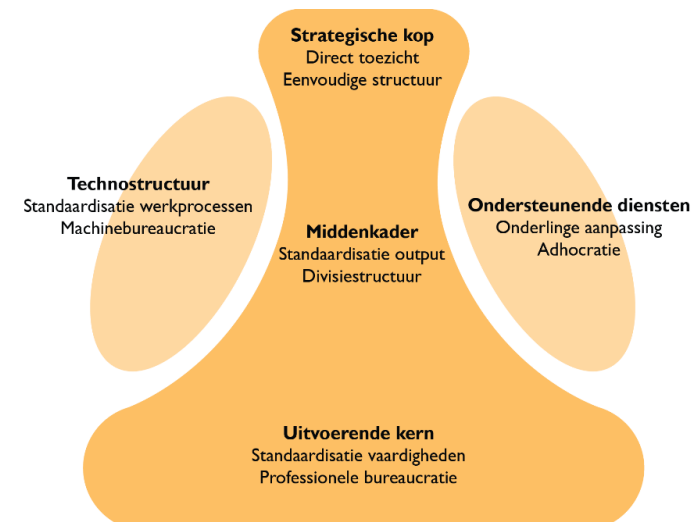 Strategische kop
Direct toezicht
Eenvoudige structuur
Technostructuur
Standaardisatie werkprocessen
Machinebureaucratie
Middenkader
Standaardisatie output
Divisiestructuur
Ondersteunende diensten
Onderlinge aanpassing
Adhocratie
Uitvoerende kern
Standaardisatie vaardigheden
Professionele bureaucratie